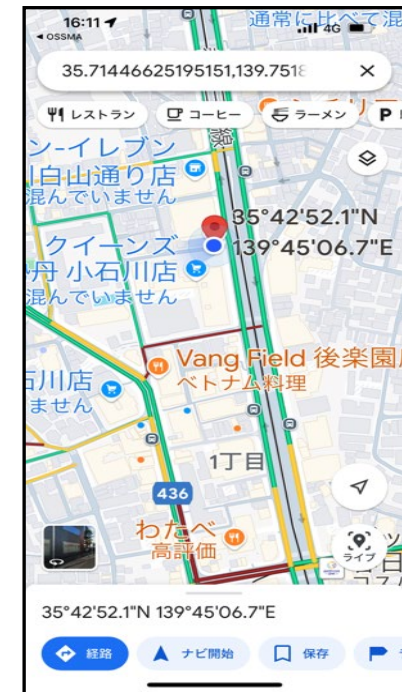 16:11
4G
◀ OSSMA
通常に比べて混
35.71446625195151,139.7518
レストラン
コーヒー
ラーメン
P
線
ン-イレブン
白山通り店
混んでいません
35°42'52.1"N
139°45'06.7"E
クイーンズ
丹 小石川店
混んでいません
Vang Field 後楽園
ベトナム料理
石川店
ません
1丁目
436
わたべ
高評価
ライブ
35°42'52.1"N 139°45'06.7"E
経路
ナビ開始
保存